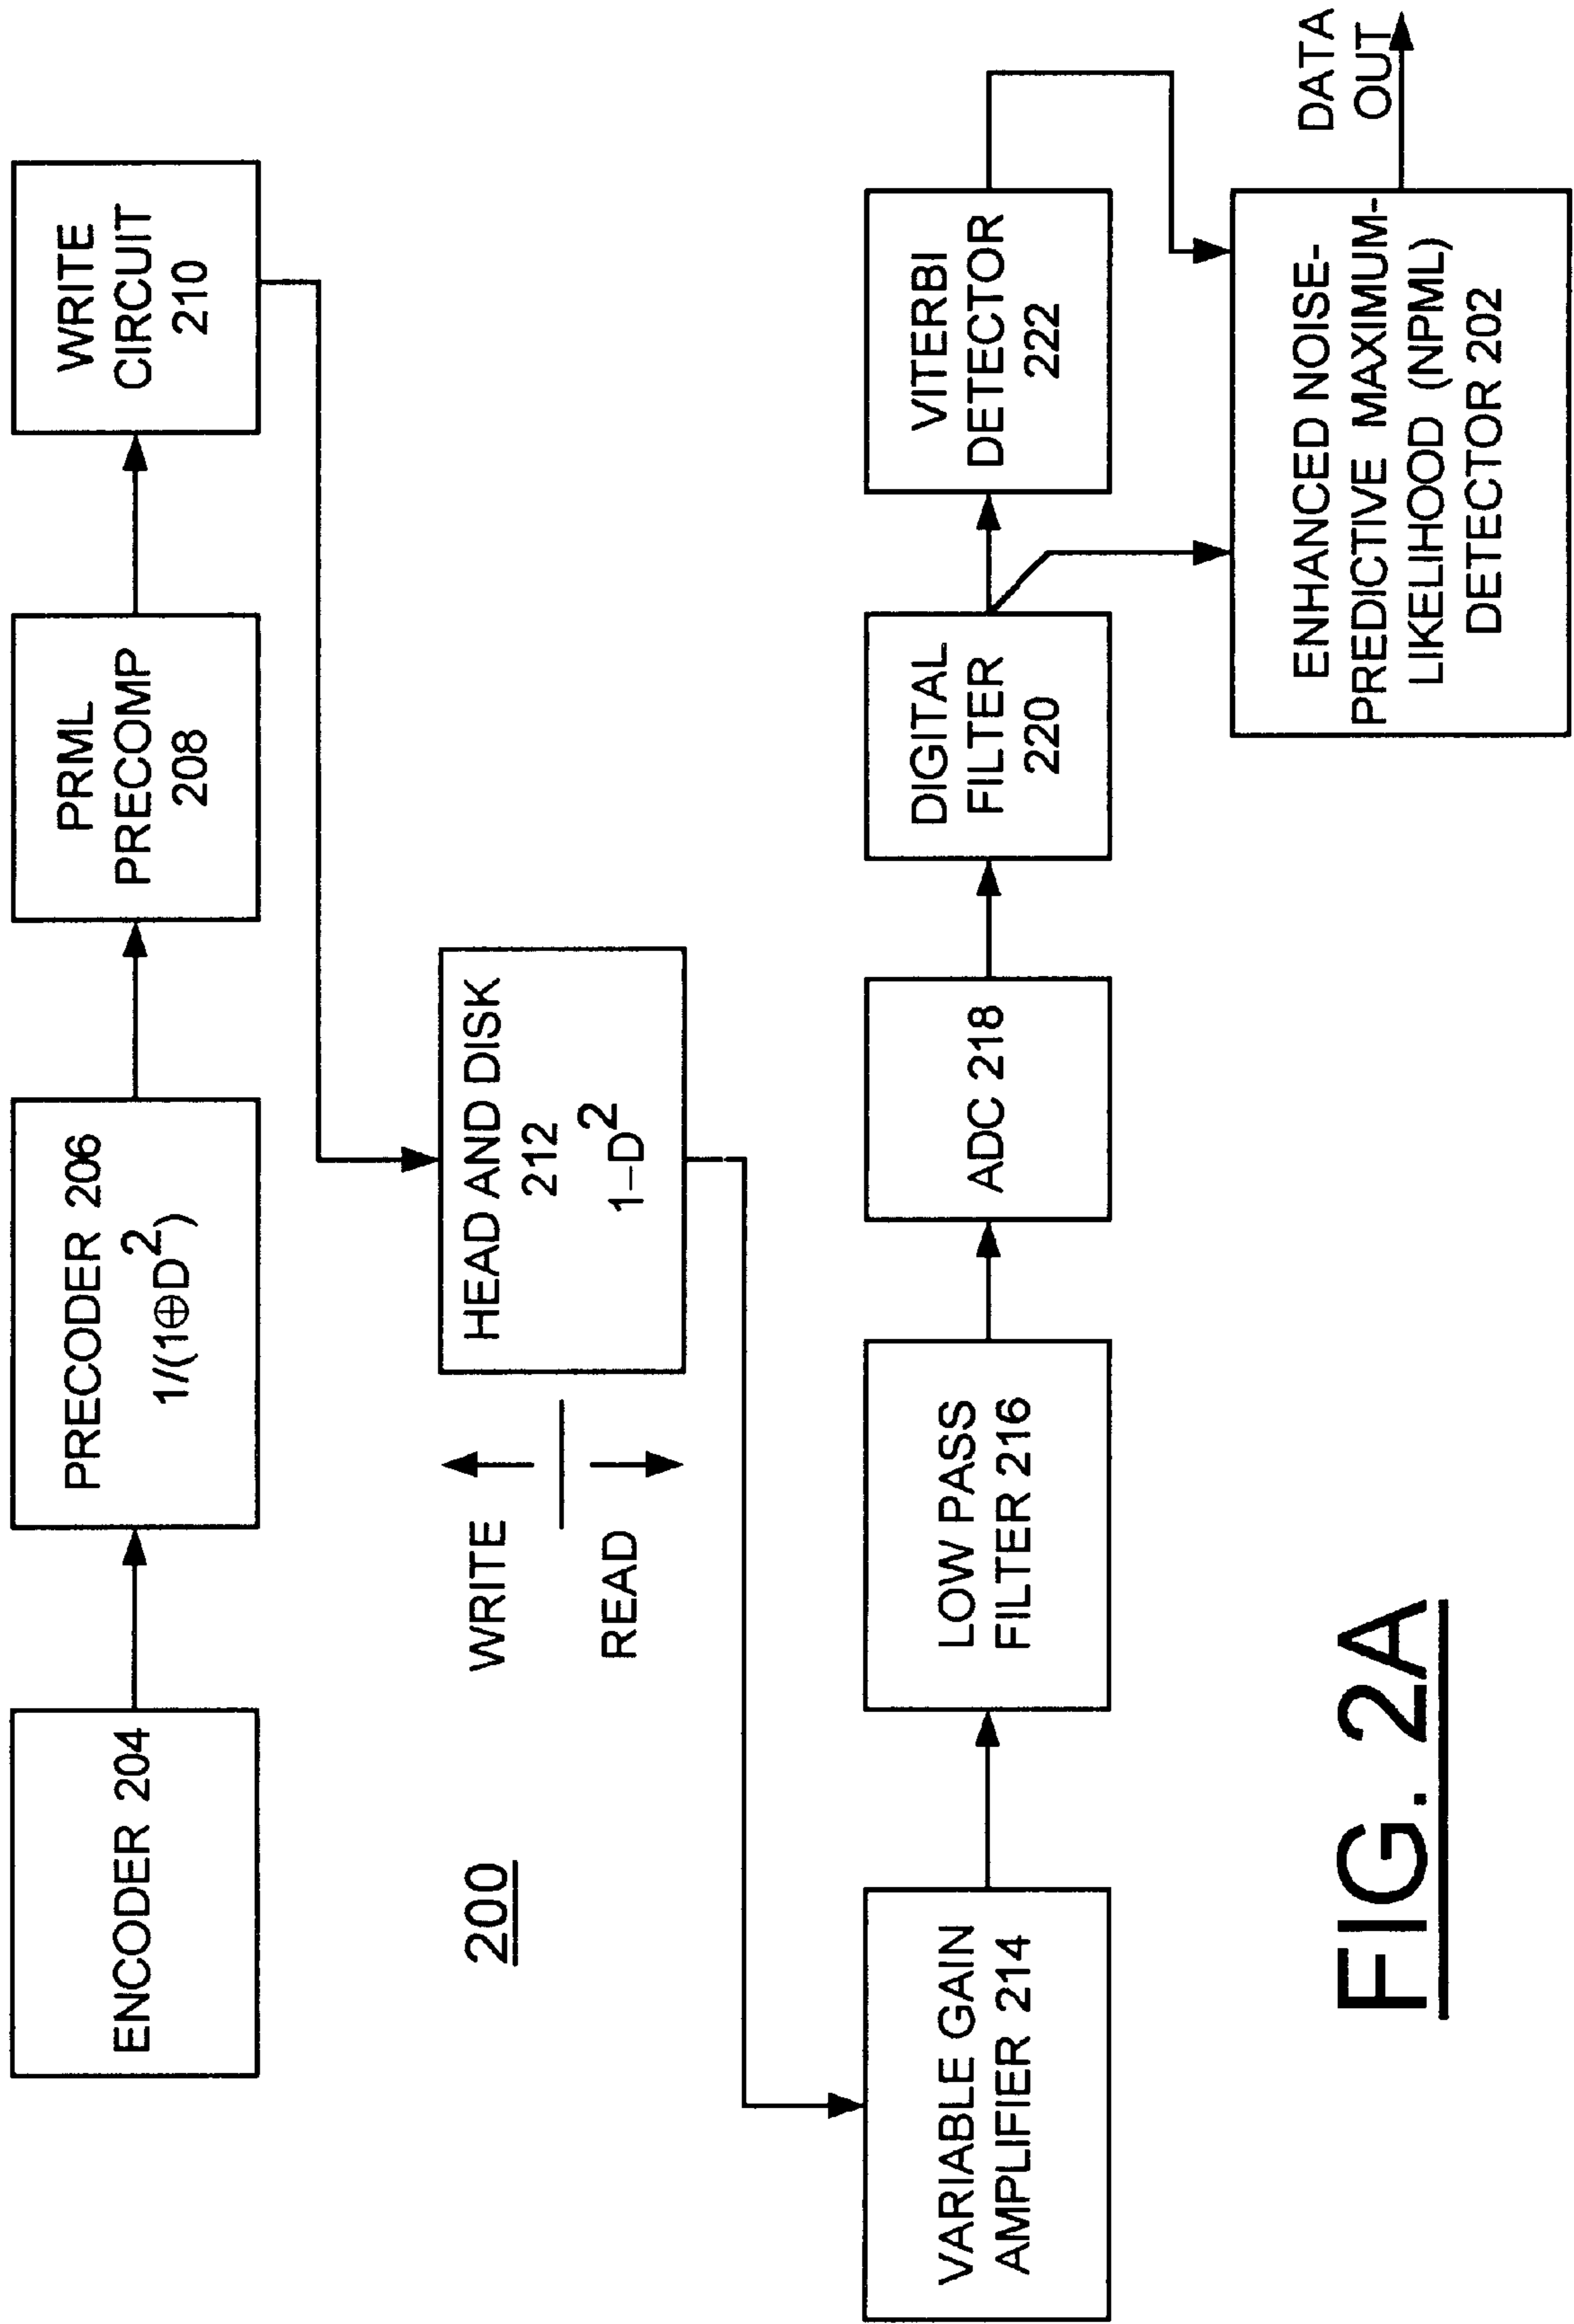 ENCODER 204
PRECODER 206
1/(1⊕D²)
PRML
PRECOMP
208
WRITE
CIRCUIT
210
HEAD AND DISK
212
1–D²
WRITE
READ
200
VARIABLE GAIN
AMPLIFIER 214
LOW PASS
FILTER 216
ADC 218
DIGITAL
FILTER
220
VITERBI
DETECTOR
222
ENHANCED NOISE-
PREDICTIVE MAXIMUM-
LIKELIHOOD (NPML)
DETECTOR 202
DATA
OUT
FIG. 2A